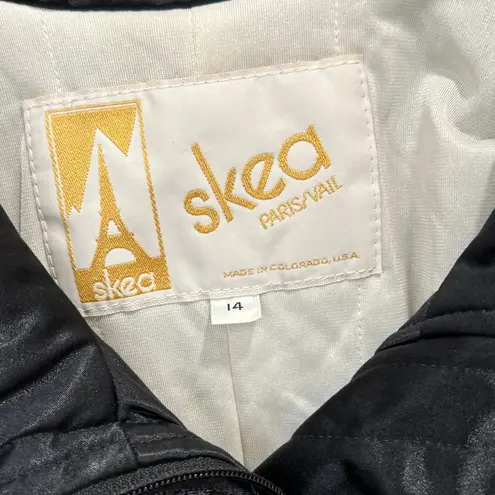 skea
skea
PARIS/VAIL
MADE IN COLORADO, U.S.A.
14